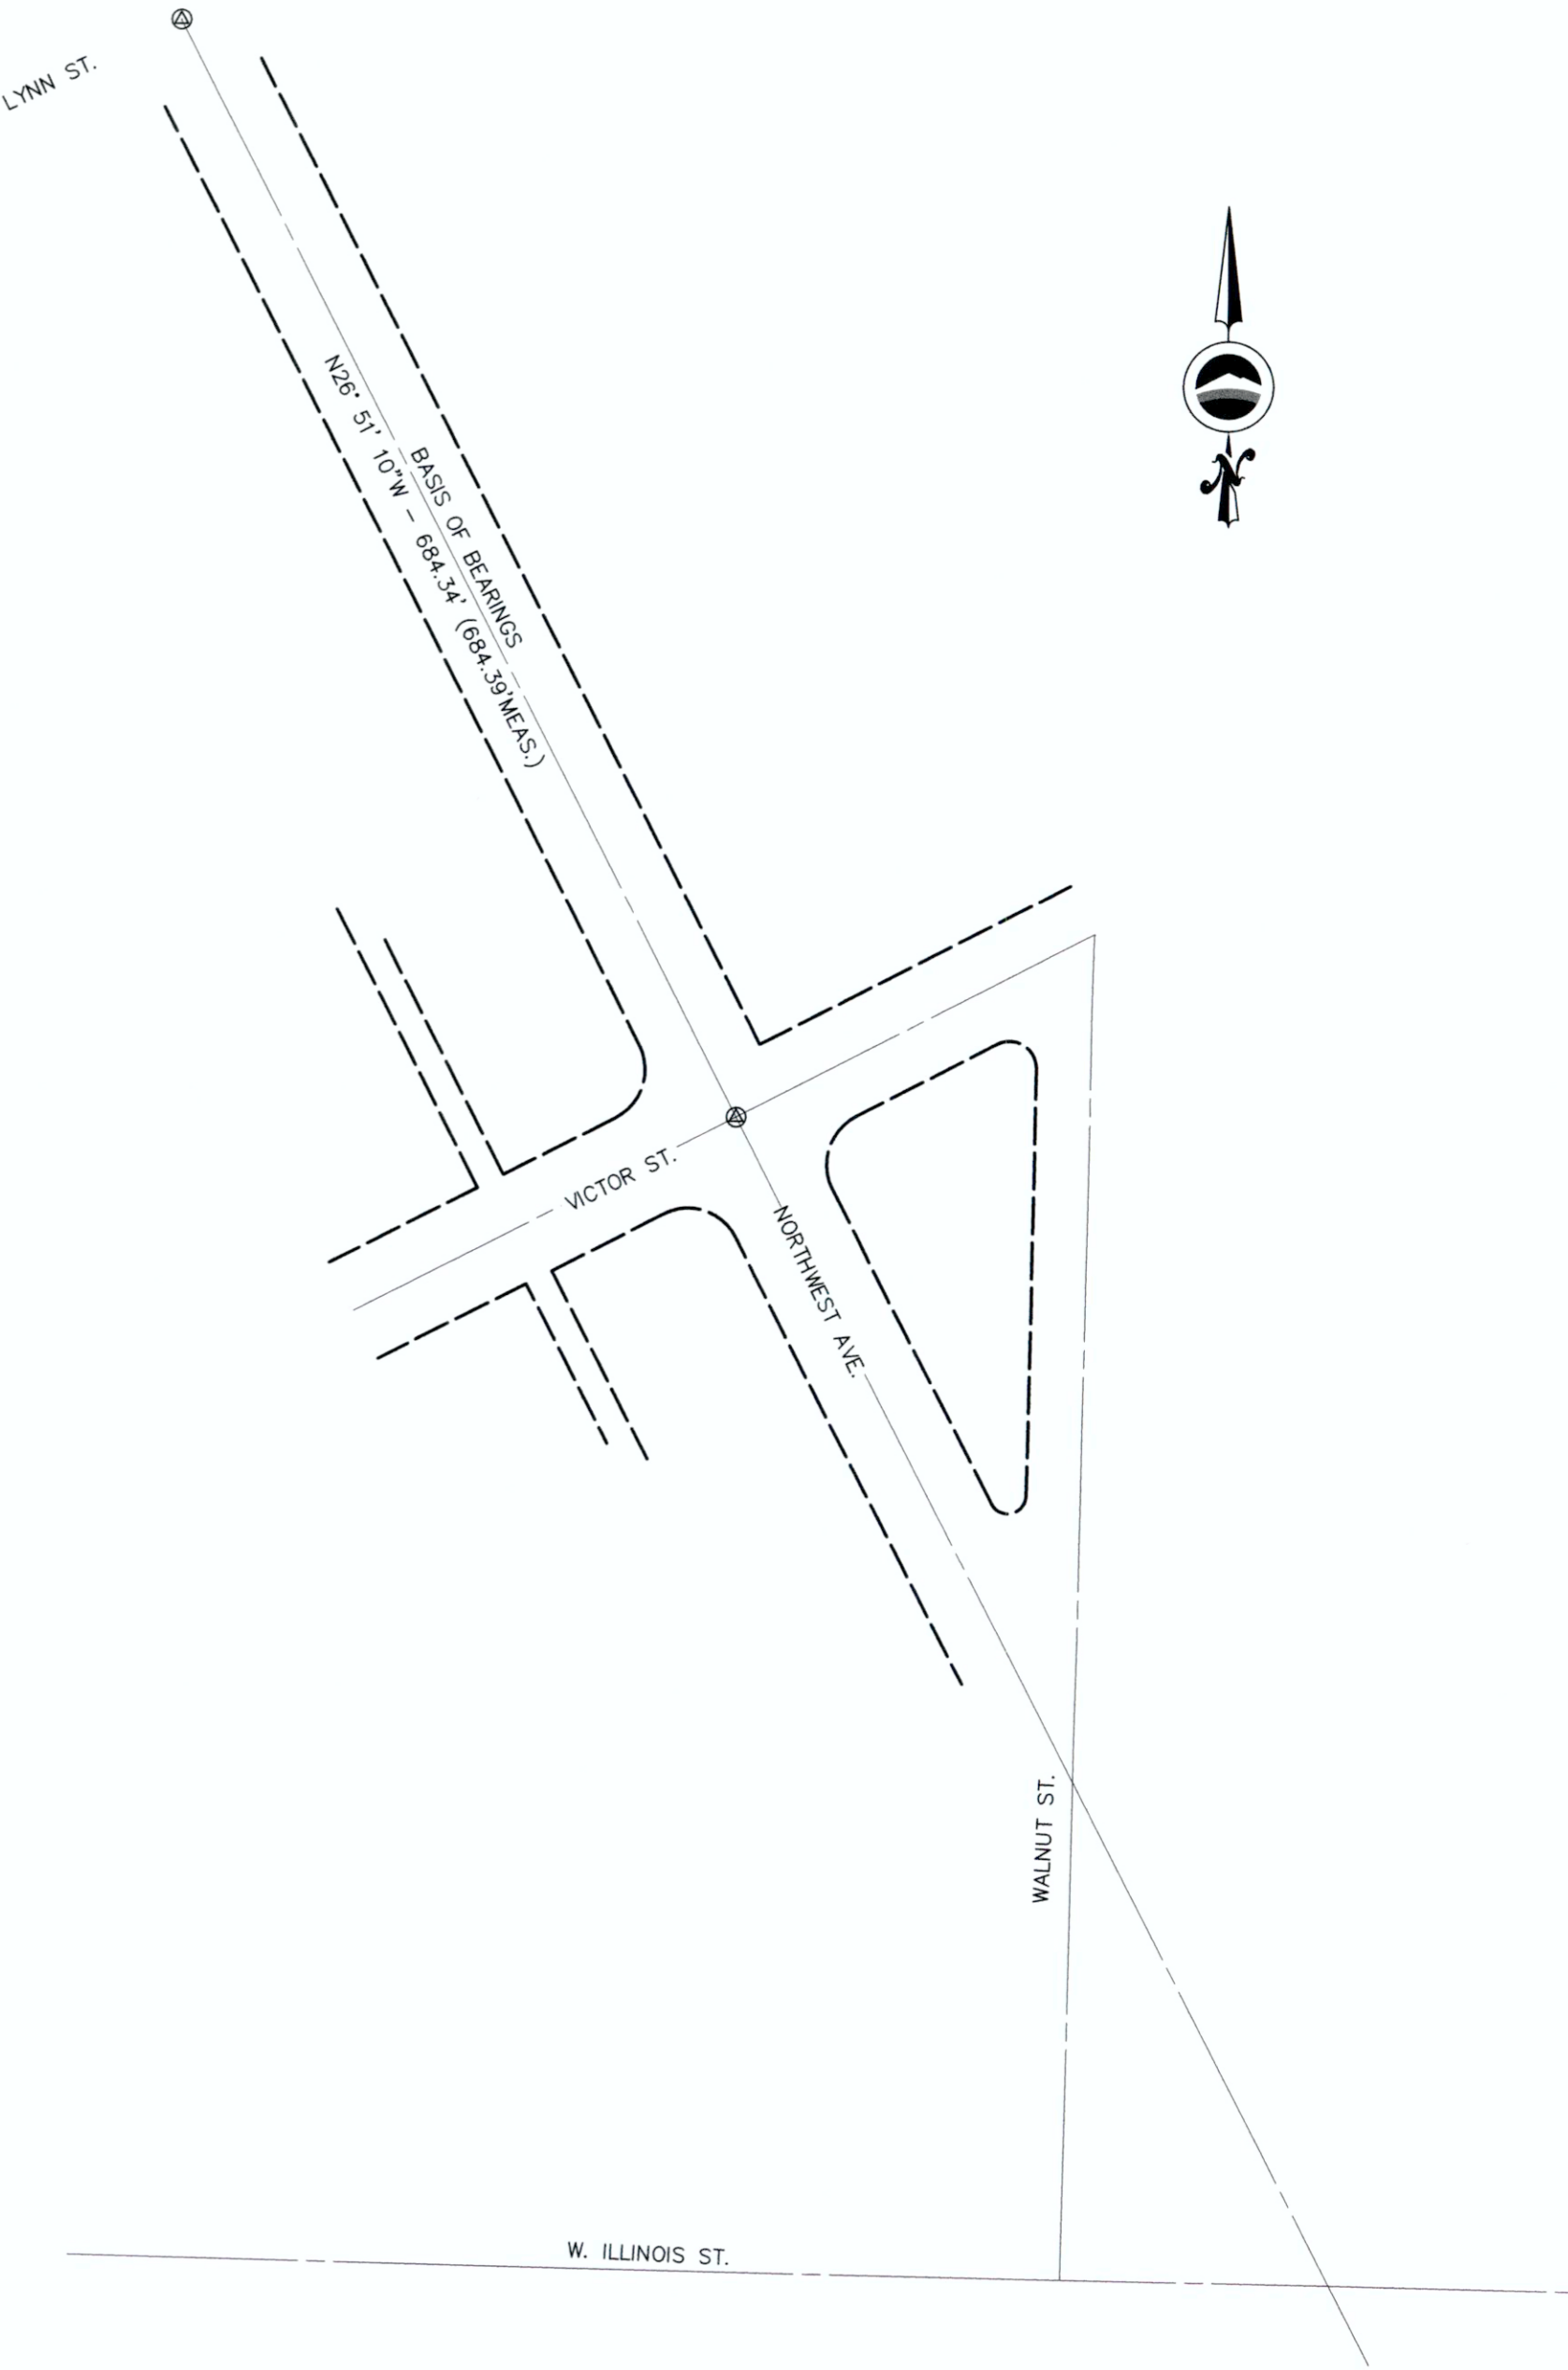 LYNN ST.
BASIS OF BEARINGS
N26° 51' 10"W - 684.34' (684.39'MEAS.)
N
VICTOR ST.
NORTHWEST AVE.
WALNUT ST.
W. ILLINOIS ST.